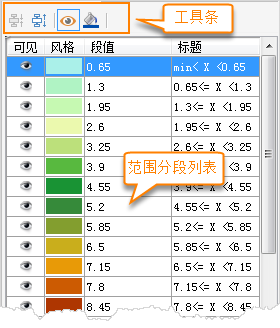 工具条
可见 风格 段值 标题
0.65 min< X <0.65
1.3 0.65<= X <1.3
1.95 1.3<= X <1.95
2.6 1.95<= X <2.6
3.25 2.6<= X <3.25
3.9 3.25<= X <3.9
范围分段列表
4.55 3.9<= X <4.55
5.2 4.55<= X <5.2
5.85 5.2<= X <5.85
6.5 5.85<= X <6.5
7.15 6.5<= X <7.15
7.8 7.15<= X <7.8
8.45 7.8<= X <8.45